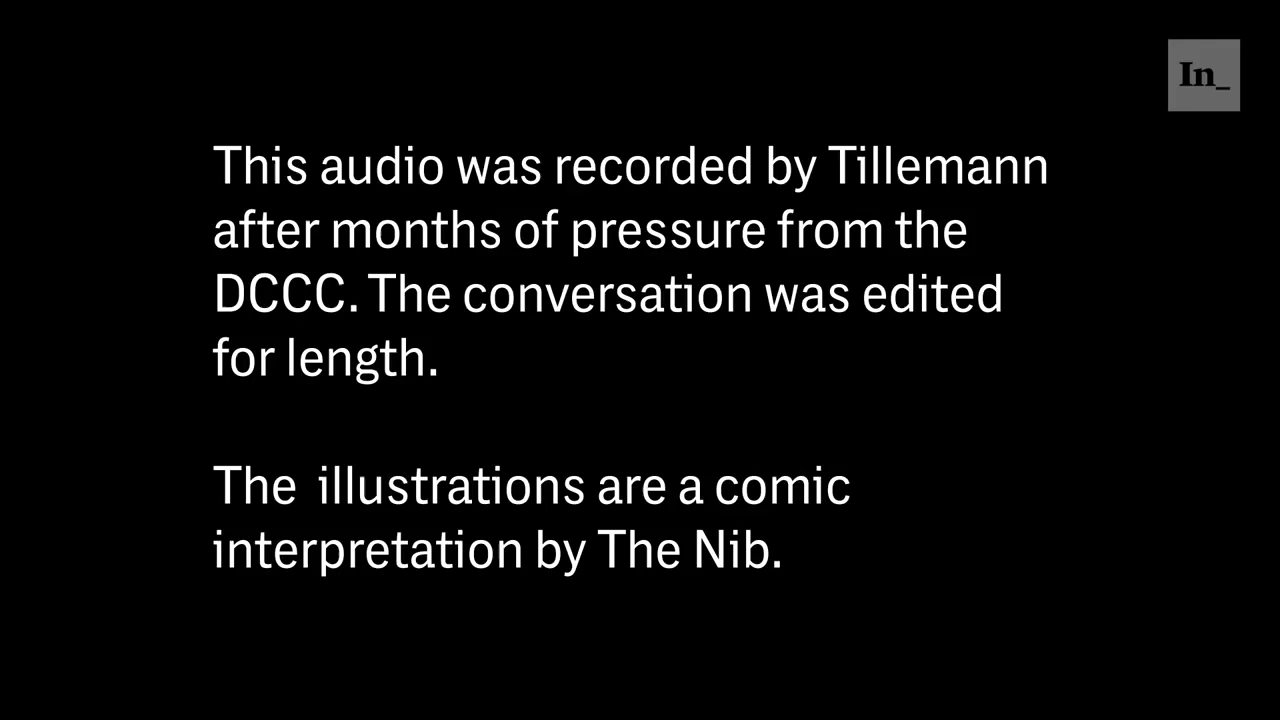 In_
This audio was recorded by Tillemann
after months of pressure from the
DCCC. The conversation was edited
for length.
The illustrations are a comic
interpretation by The Nib.